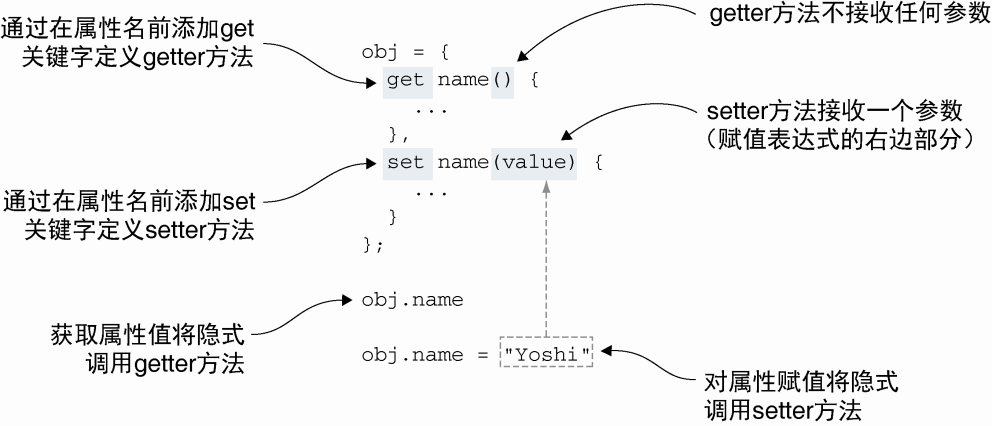 通过在属性名前添加get
关键字定义getter方法
getter方法不接收任何参数
obj = {
get name() {
...
},
setter方法接收一个参数
（赋值表达式的右边部分）
set name(value) {
...
}
};
通过在属性名前添加set
关键字定义setter方法
obj.name
获取属性值将隐式
调用getter方法
obj.name = "Yoshi"
对属性赋值将隐式
调用setter方法